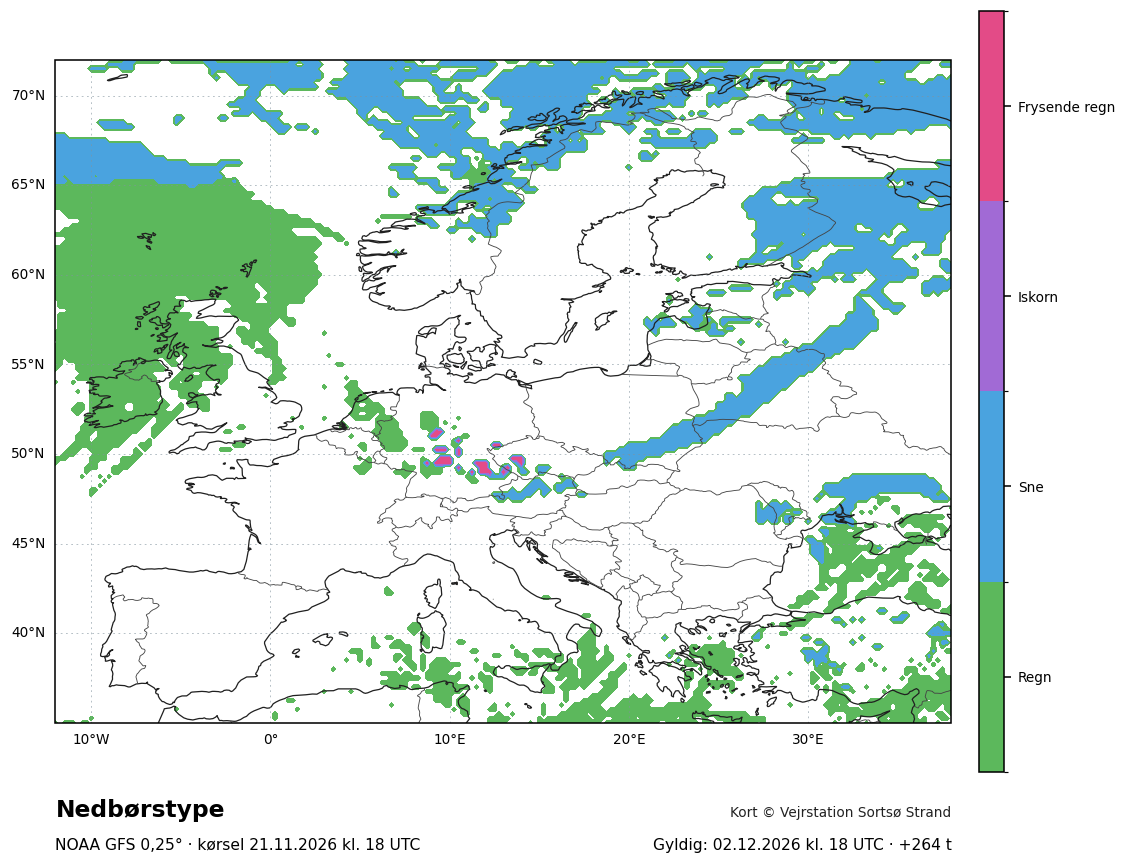 Frysende regn
Iskorn
Sne
Regn
70°N
65°N
60°N
55°N
50°N
45°N
40°N
10°W
0°
10°E
20°E
30°E
Nedbørstype
Kort © Vejrstation Sortsø Strand
NOAA GFS 0,25° · kørsel 21.11.2026 kl. 18 UTC
Gyldig: 02.12.2026 kl. 18 UTC · +264 t